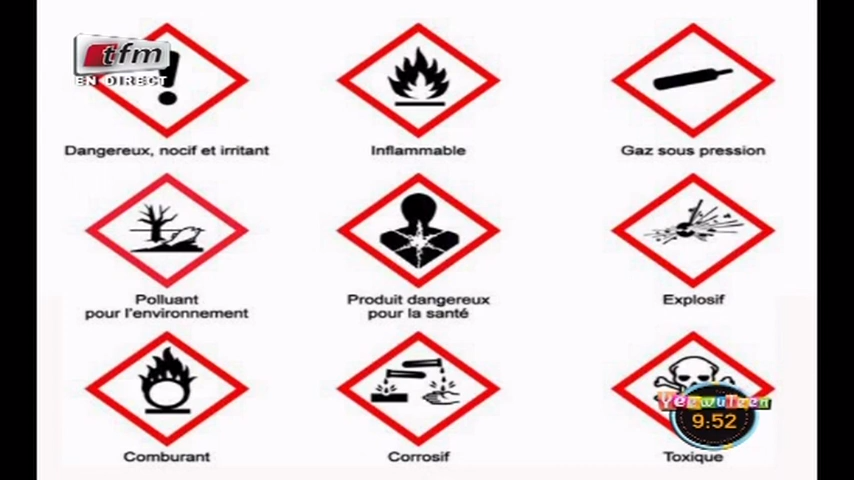 tfm
EN DIRECT
Dangereux, nocif et irritant
Inflammable
Gaz sous pression
Polluant
pour l'environnement
Produit dangereux
pour la santé
Explosif
Comburant
Corrosif
YeewuTeen
9:52
Toxique